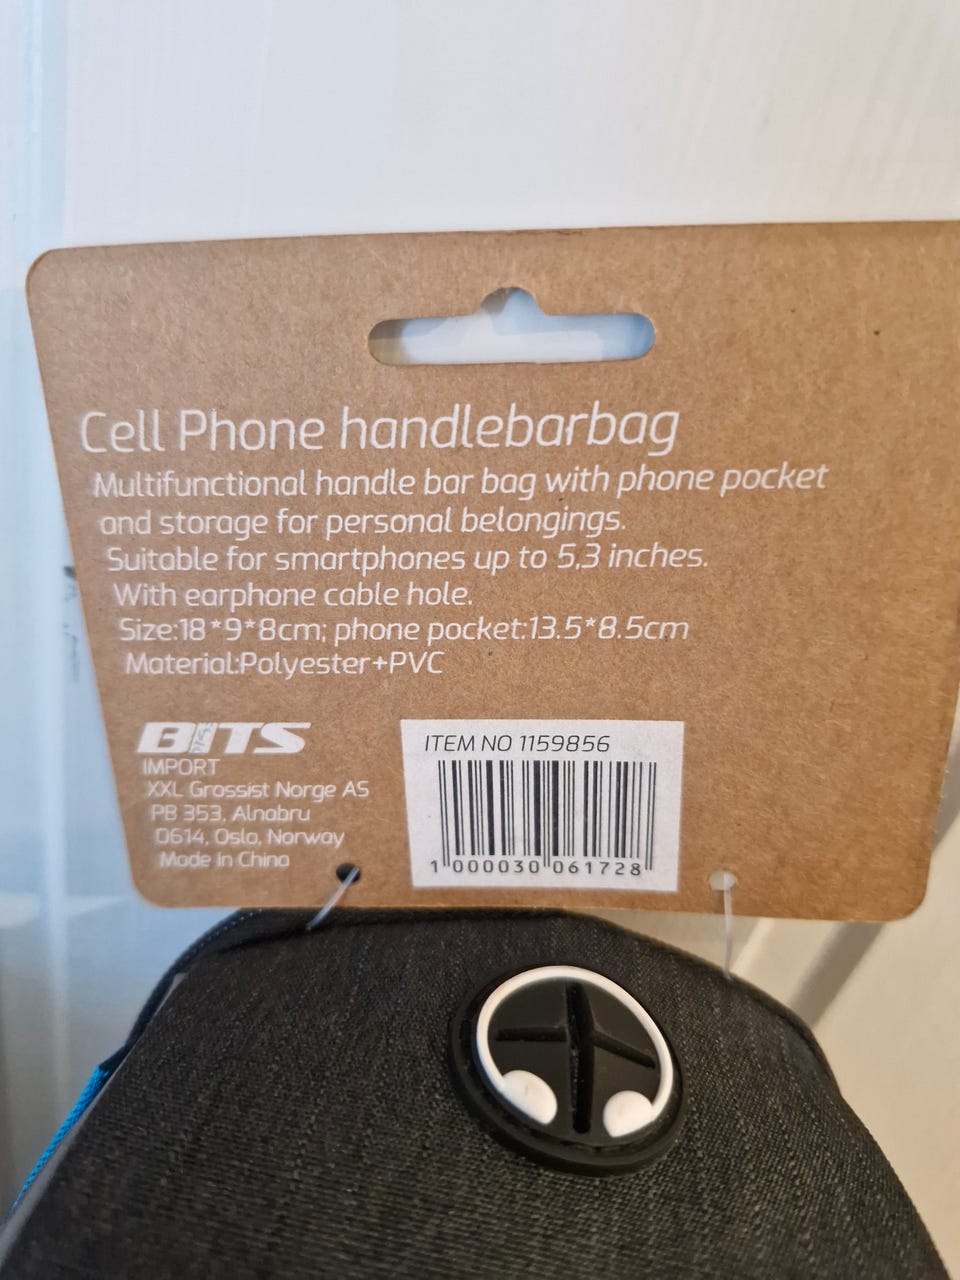 Cell Phone handlebarbag
Multifunctional handle bar bag with phone pocket
and storage for personal belongings.
Suitable for smartphones up to 5,3 inches.
With earphone cable hole.
Size:18*9*8cm; phone pocket:13.5*8.5cm
Material:Polyester+PVC
BITS
IMPORT
XXL Grossist Norge AS
PB 353, Alnabru
0614, Oslo, Norway
Made in China
ITEM NO 1159856
1 000030 061728